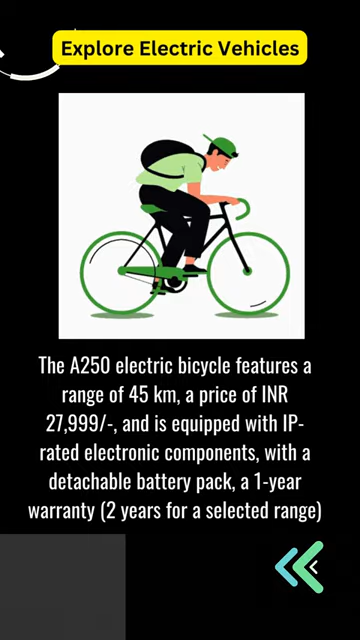 Explore Electric Vehicles
The A250 electric bicycle features a
range of 45 km, a price of INR
27,999/-, and is equipped with IP-
rated electronic components, with a
detachable battery pack, a 1-year
warranty (2 years for a selected range)